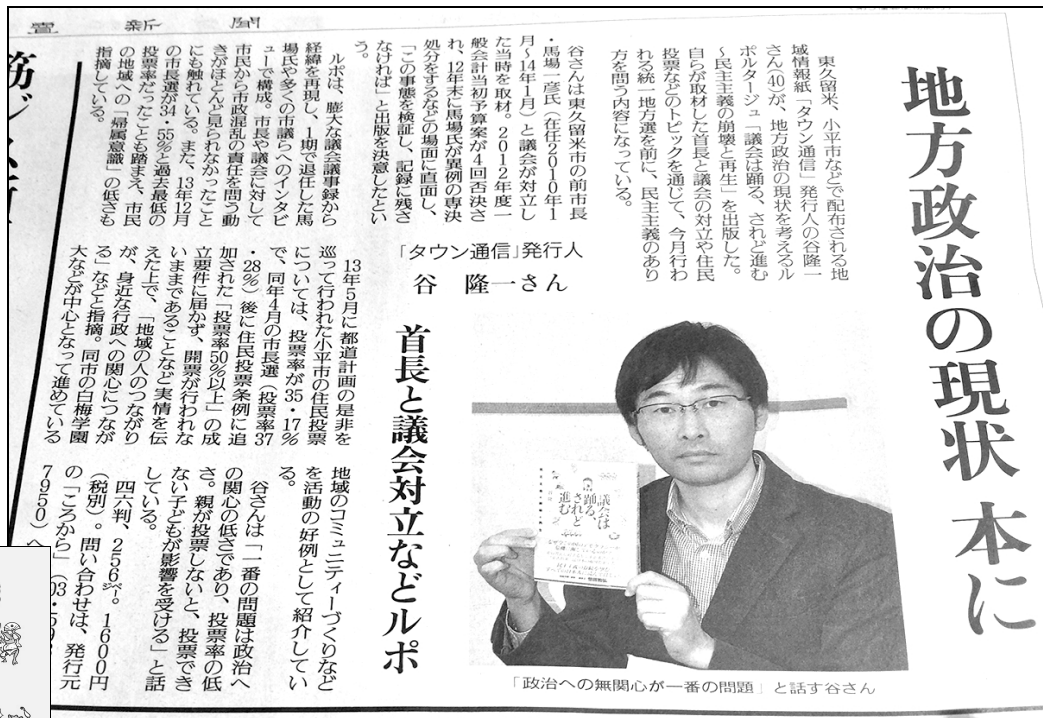 讀 新 聞
地方政治の現状 本に
東久留米、小平市などで配布される地
域情報紙「タウン通信」発行人の谷隆一
さん(40)が、地方政治の現状を考えるル
ポルタージュ「議会は踊る、されど進む
～民主主義の崩壊と再生」を出版した。
自らが取材した首長と議会の対立や住民
投票などのトピックを通じて、今月行わ
れる統一地方選を前に、民主主義のあり
方を問う内容になっている。
谷さんは東久留米市の前市長
・馬場一彦氏(在任2010年1
月～14年1月)と議会が対立し
た当時を取材。2012年度一
般会計当初予算案が4回否決さ
れ、12年末に馬場氏が異例の専決
処分をするなどの場面に直面し、
「この事態を検証し、記録に残さ
なければ」と出版を決意したとい
う。
ルポは、膨大な議会議事録から
経緯を再現し、1期で退任した馬
場氏や多くの市議らへのインタビ
ューで構成。市長や議会に対して
市民から市政混乱の責任を問う動
きがほとんど見られなかったこと
にも触れている。また、13年12月
の市長選が34・55%と過去最低の
投票率だったことも踏まえ、市民
の地域への「帰属意識」の低さも
指摘している。
「タウン通信」発行人
谷 隆一さん
首長と議会対立などルポ
13年5月に都道計画の是非を
巡って行われた小平市の住民投票
については、投票率が35・17%
で、同年4月の市長選(投票率37
・28%)後に住民投票条例に追
加された「投票率50%以上」の成
立要件に届かず、開票が行われな
いままであることなど実情を伝
えた上で、「地域の人のつながり
が、身近な行政への関心につなが
る」などと指摘。同市の白梅学園
大などが中心となって進めている
地域のコミュニティーづくりなど
を活動の好例として紹介してい
る。
谷さんは「一番の問題は政治へ
の関心の低さであり、投票率の低
さ。親が投票しないと、投票でき
ない子どもが影響を受ける」と話
している。
四六判、256㌻。1600円
(税別)。問い合わせは、発行元
の「ころから」(03・59
7950)へ
議会は
踊る、
されど
進む
「政治への無関心が一番の問題」と話す谷さん